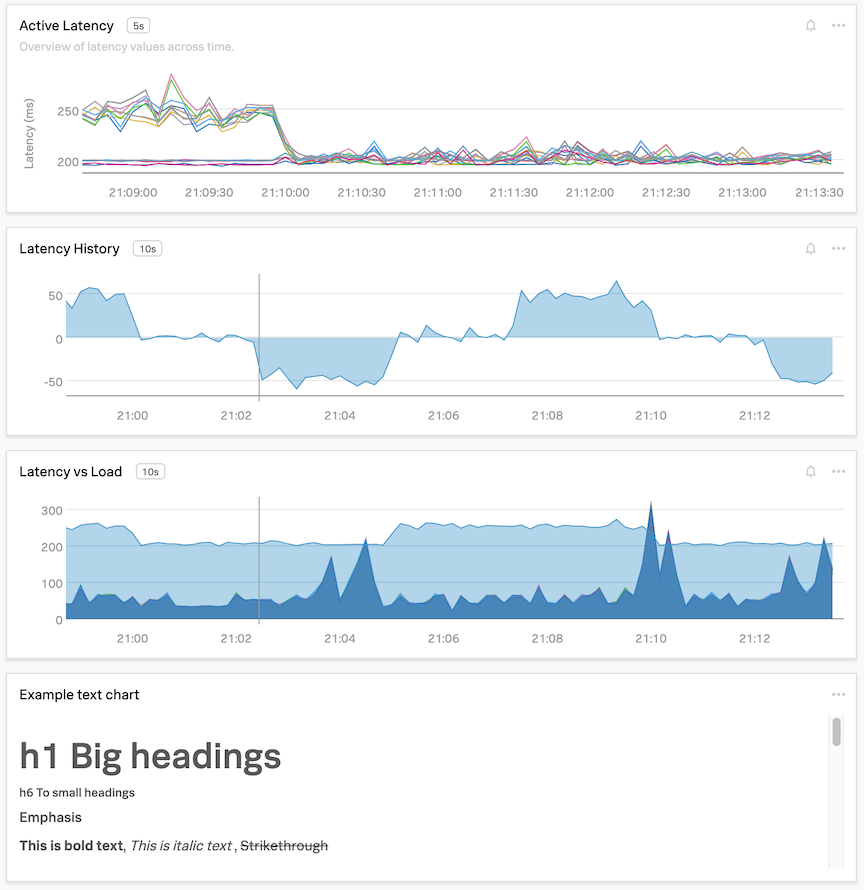 Active Latency 5s
Overview of latency values across time.
Latency (ms)
250
200
21:09:00 21:09:30 21:10:00 21:10:30 21:11:00 21:11:30 21:12:00 21:12:30 21:13:00 21:13:30
Latency History 10s
50
0
-50
21:00 21:02 21:04 21:06 21:08 21:10 21:12
Latency vs Load 10s
300
200
100
0
21:00 21:02 21:04 21:06 21:08 21:10 21:12
Example text chart
h1 Big headings
h6 To small headings
Emphasis
This is bold text, This is italic text , Strikethrough